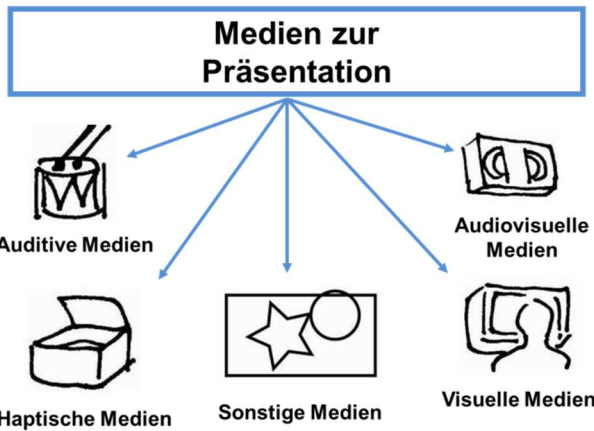 Medien zur
Präsentation
Auditive Medien
Audiovisuelle
Medien
Haptische Medien
Sonstige Medien
Visuelle Medien